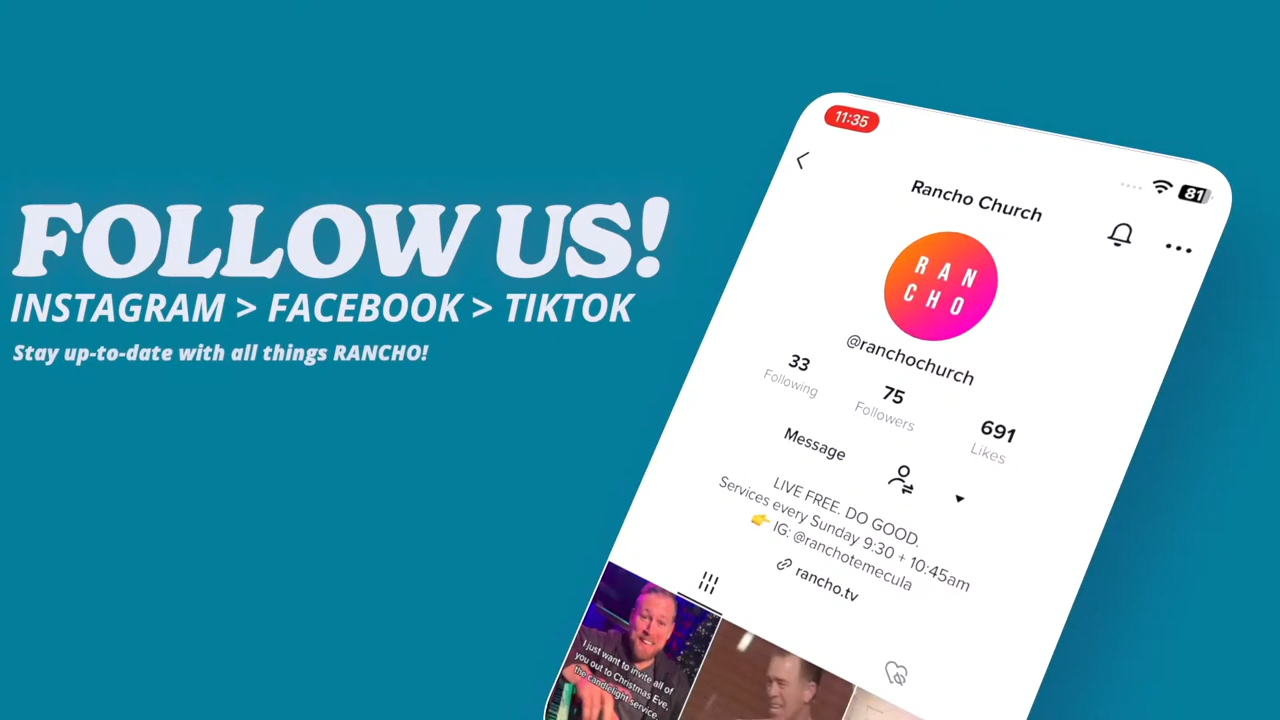 FOLLOW US!
INSTAGRAM > FACEBOOK > TIKTOK
Stay up-to-date with all things RANCHO!
11:35
81
Rancho Church
RAN
CHO
@ranchochurch
33
Following
75
Followers
691
Likes
Message
LIVE FREE. DO GOOD.
Services every Sunday 9:30 + 10:45am
👉 IG: @ranchotemecula
rancho.tv
I just want to invite all of
you out to Christmas Eve,
the candlelight service,